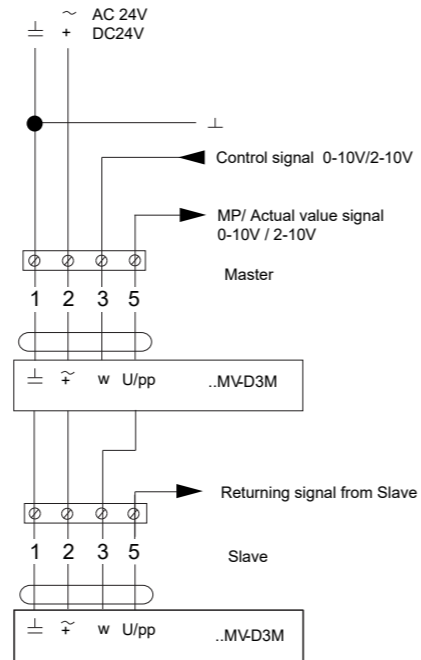 ~ AC 24V
⊥ + DC24V
⊥
Control signal 0-10V/2-10V
MP/ Actual value signal
0-10V / 2-10V
Master
1 2 3 5
⊥ ~+ w U/pp ..MV-D3M
Returning signal from Slave
1 2 3 5
Slave
⊥ ~+ w U/pp ..MV-D3M